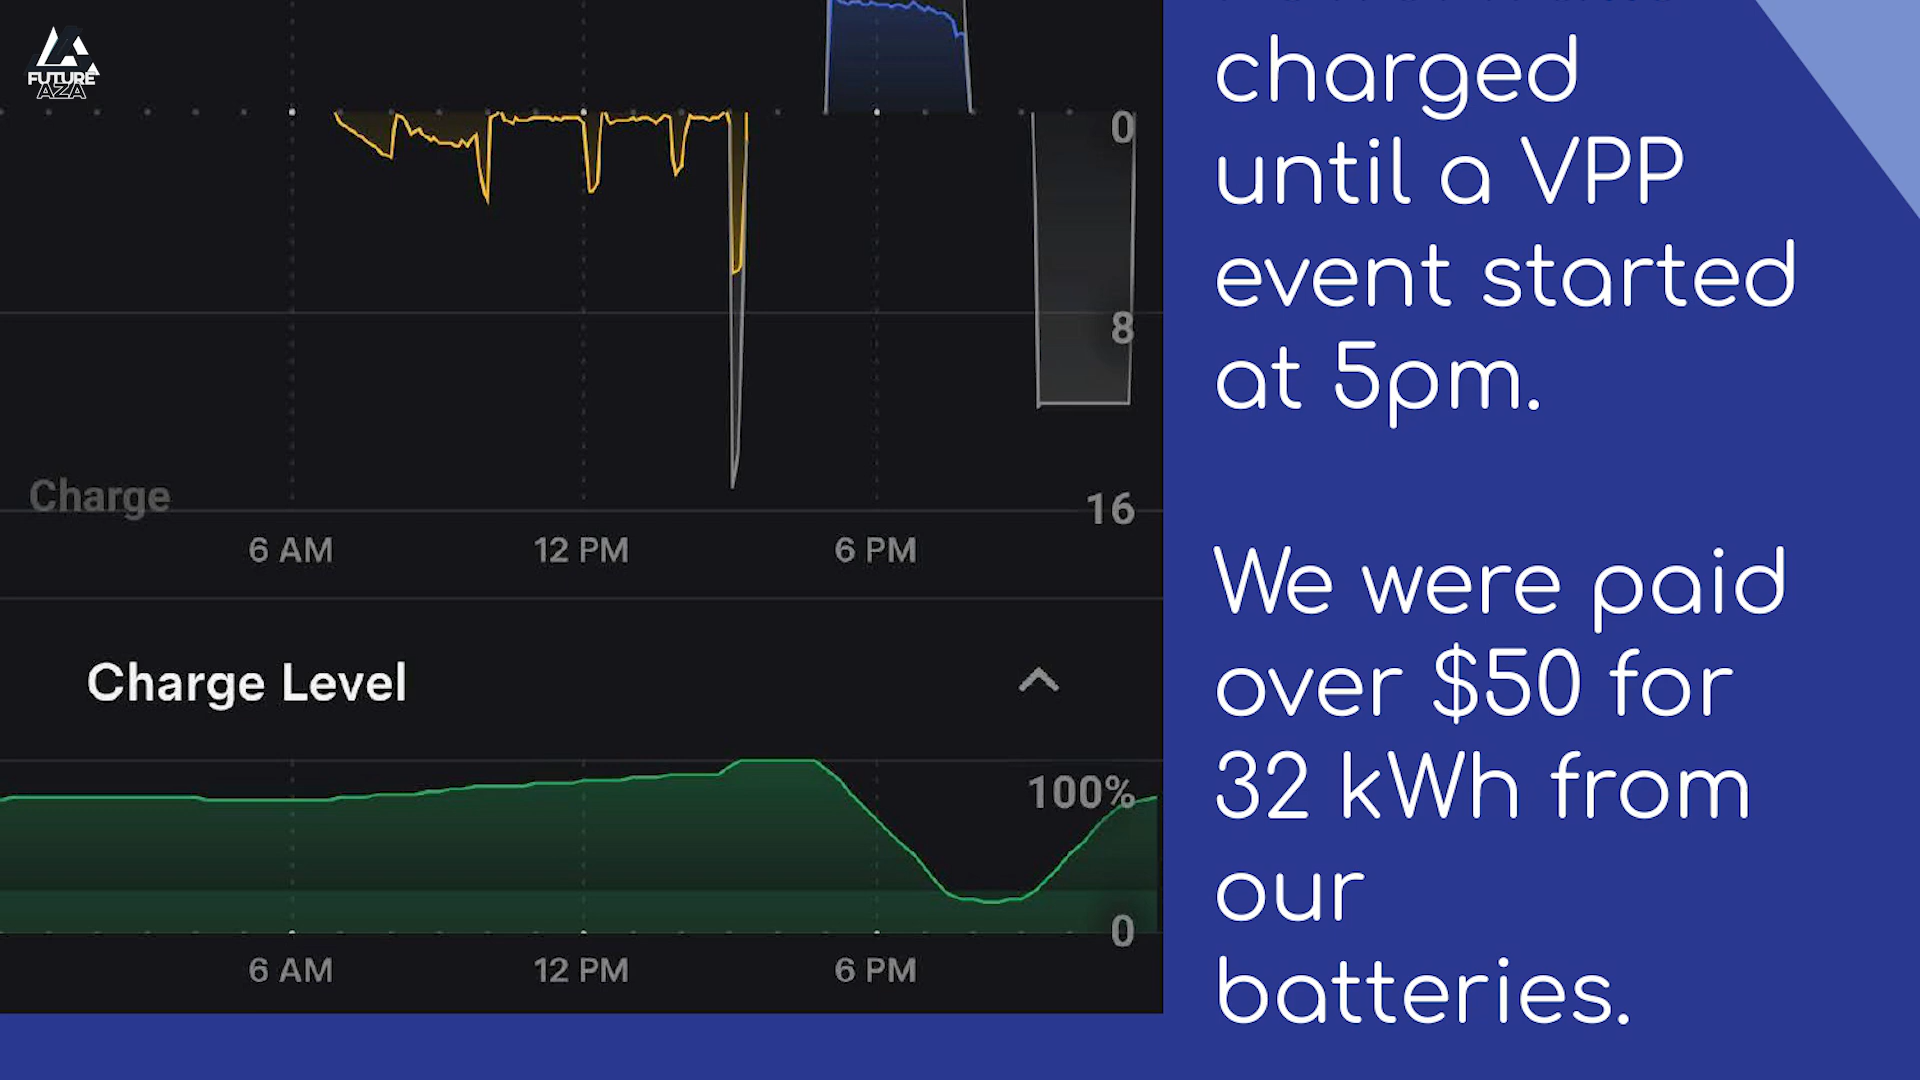 FUTURE
AZA
0
8
Charge
16
6 AM 12 PM 6 PM
Charge Level
100%
0
6 AM 12 PM 6 PM
charged
until a VPP
event started
at 5pm.
We were paid
over $50 for
32 kWh from
our
batteries.